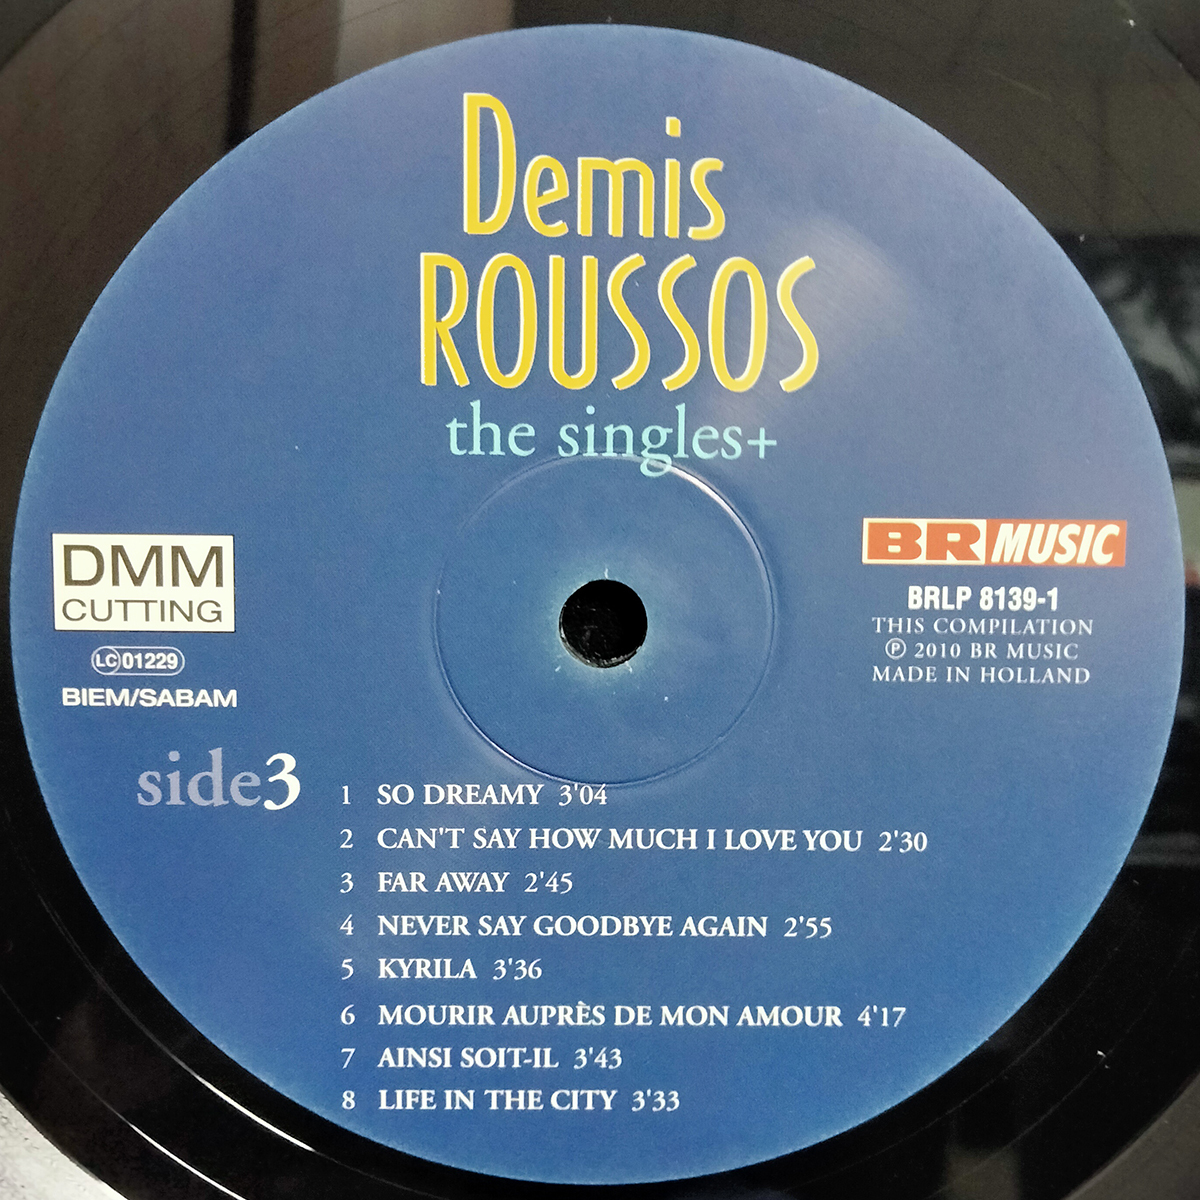 Demis
ROUSSOS
the singles+
DMM
CUTTING
LC 01229
BIEM/SABAM
BR MUSIC
BRLP 8139-1
THIS COMPILATION
℗ 2010 BR MUSIC
MADE IN HOLLAND
side3
1 SO DREAMY 3'04
2 CAN'T SAY HOW MUCH I LOVE YOU 2'30
3 FAR AWAY 2'45
4 NEVER SAY GOODBYE AGAIN 2'55
5 KYRILA 3'36
6 MOURIR AUPRÈS DE MON AMOUR 4'17
7 AINSI SOIT-IL 3'43
8 LIFE IN THE CITY 3'33